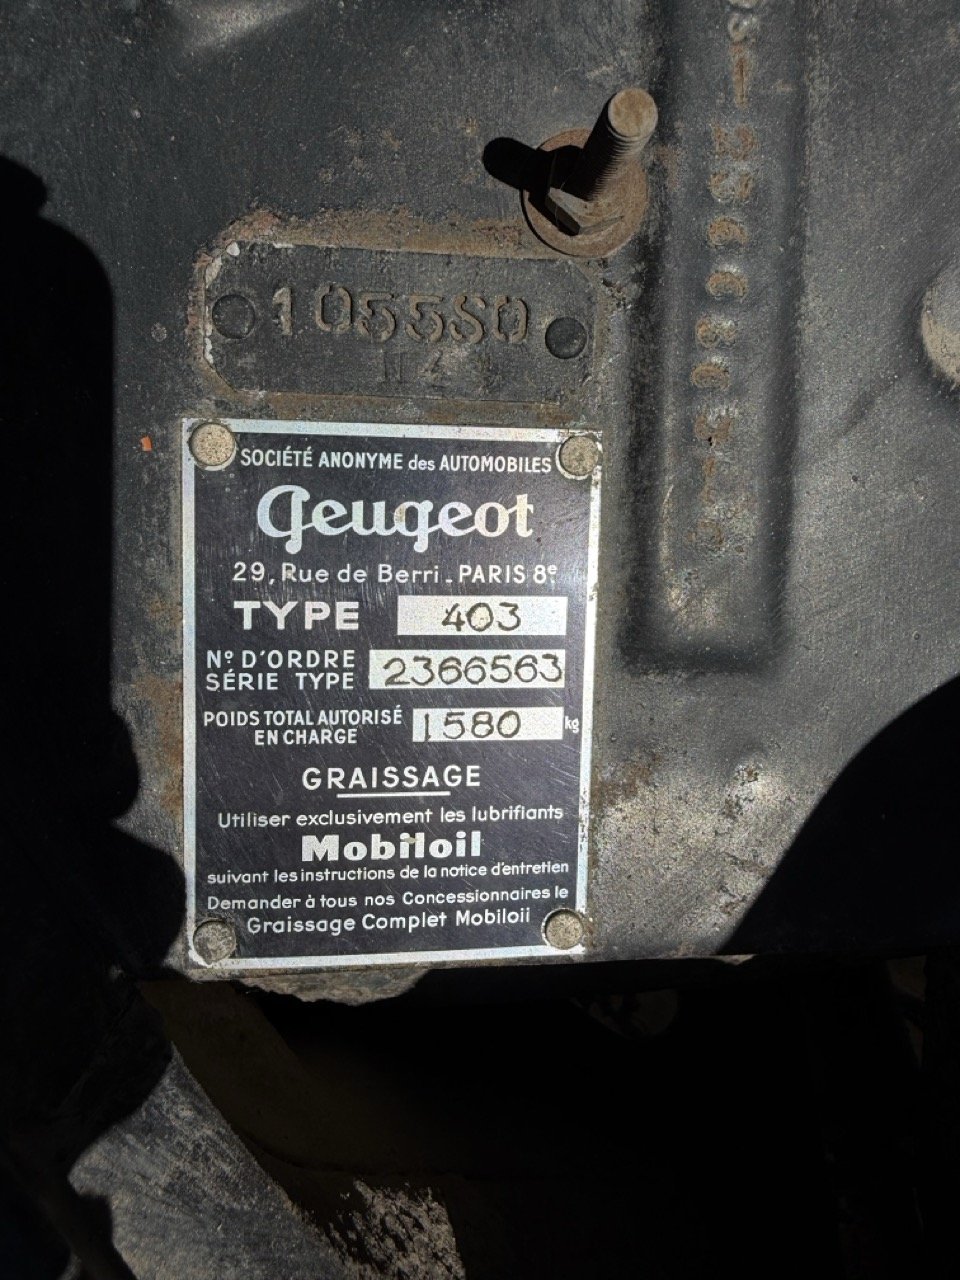 105550
SOCIÉTÉ ANONYME des AUTOMOBILES
Peugeot
29, Rue de Berri - PARIS 8e
TYPE 403
No D'ORDRE
SÉRIE TYPE 2366563
POIDS TOTAL AUTORISÉ
EN CHARGE 1580 kg
GRAISSAGE
Utiliser exclusivement les lubrifiants
Mobiloil
suivant les instructions de la notice d'entretien
Demander à tous nos Concessionnaires le
Graissage Complet Mobiloil